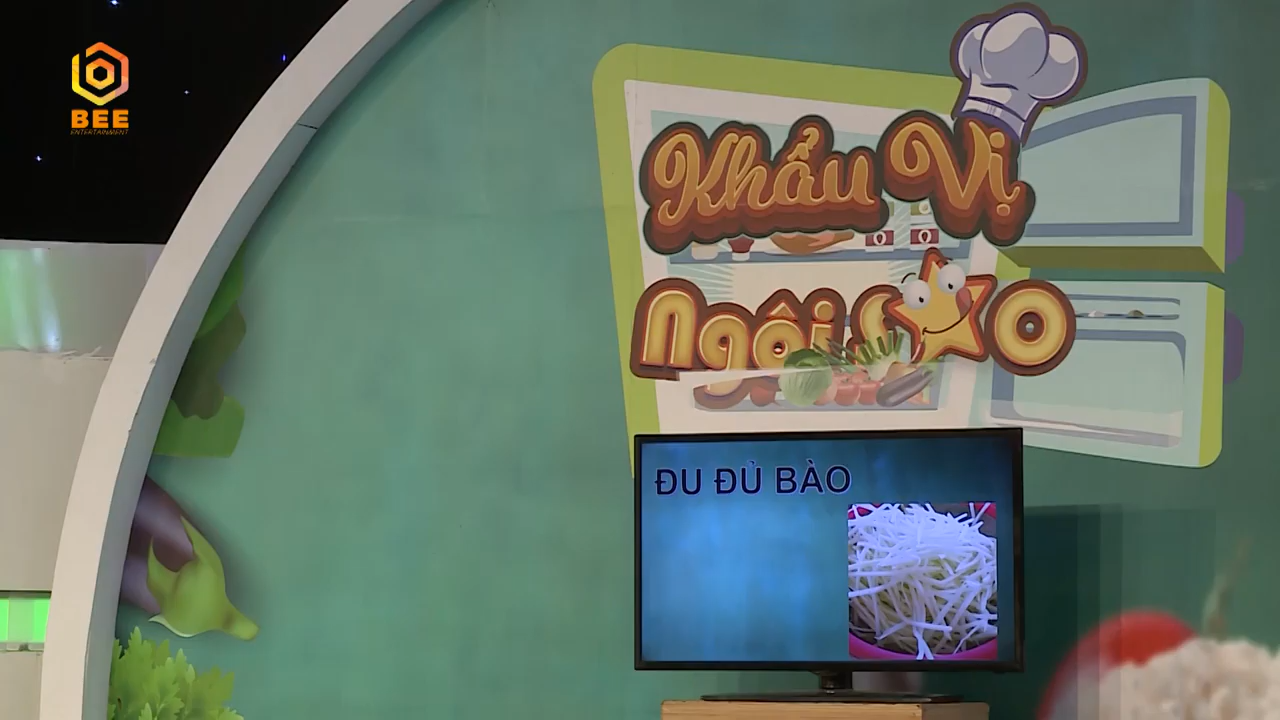 BEE
ENTERTAINMENT
Khẩu Vị
Ngôi SAO
ĐU ĐỦ BÀO